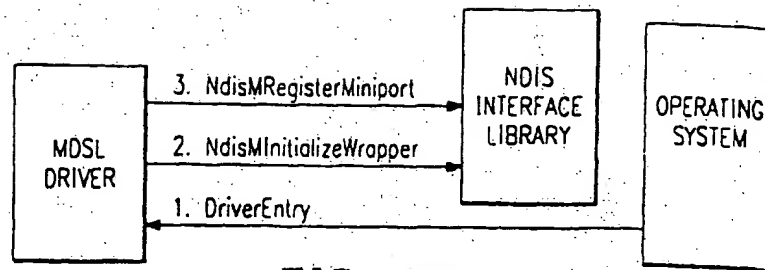 3. NdisMRegisterMiniport
NDIS
INTERFACE
LIBRARY
OPERATING
SYSTEM
MDSL
DRIVER
2. NdisMInitializeWrapper
1. DriverEntry